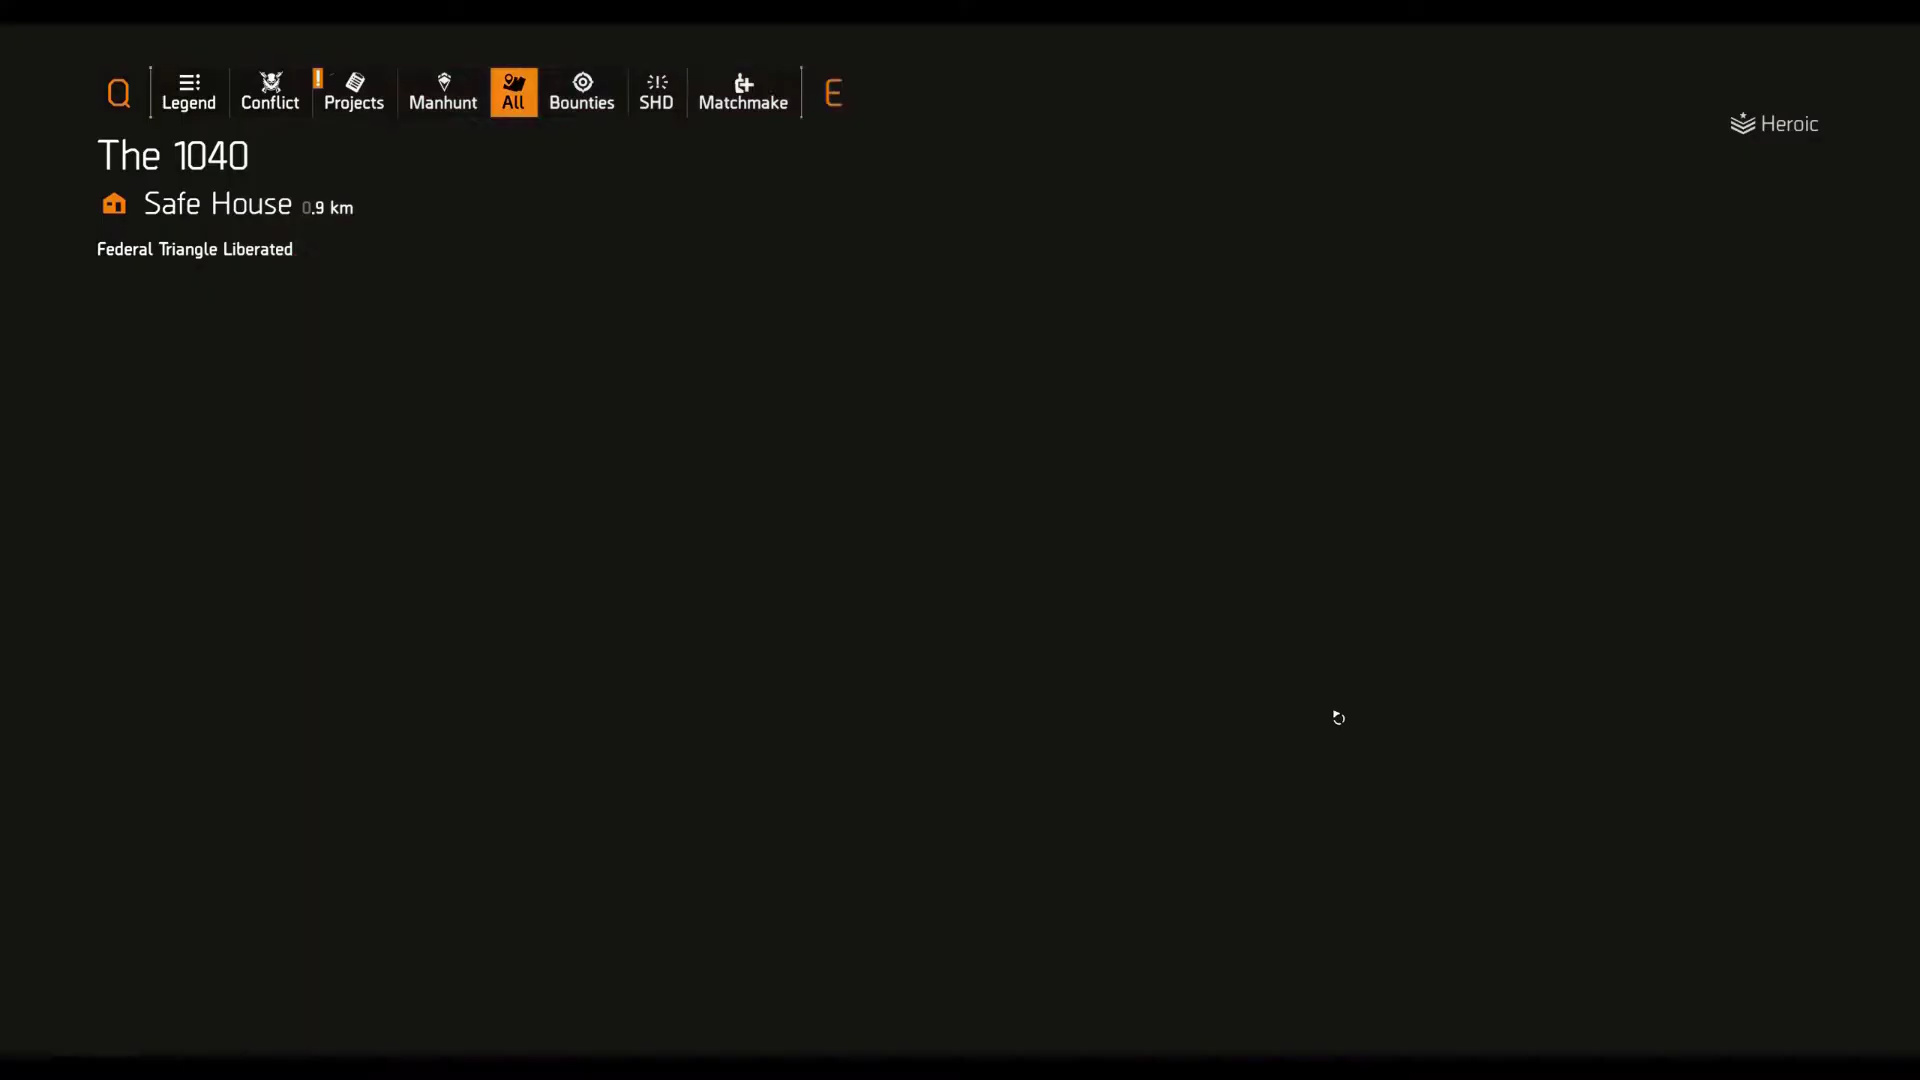 Q Legend Conflict ! Projects Manhunt All Bounties SHD Matchmake E
Heroic
The 1040
Safe House 0.9 km
Federal Triangle Liberated